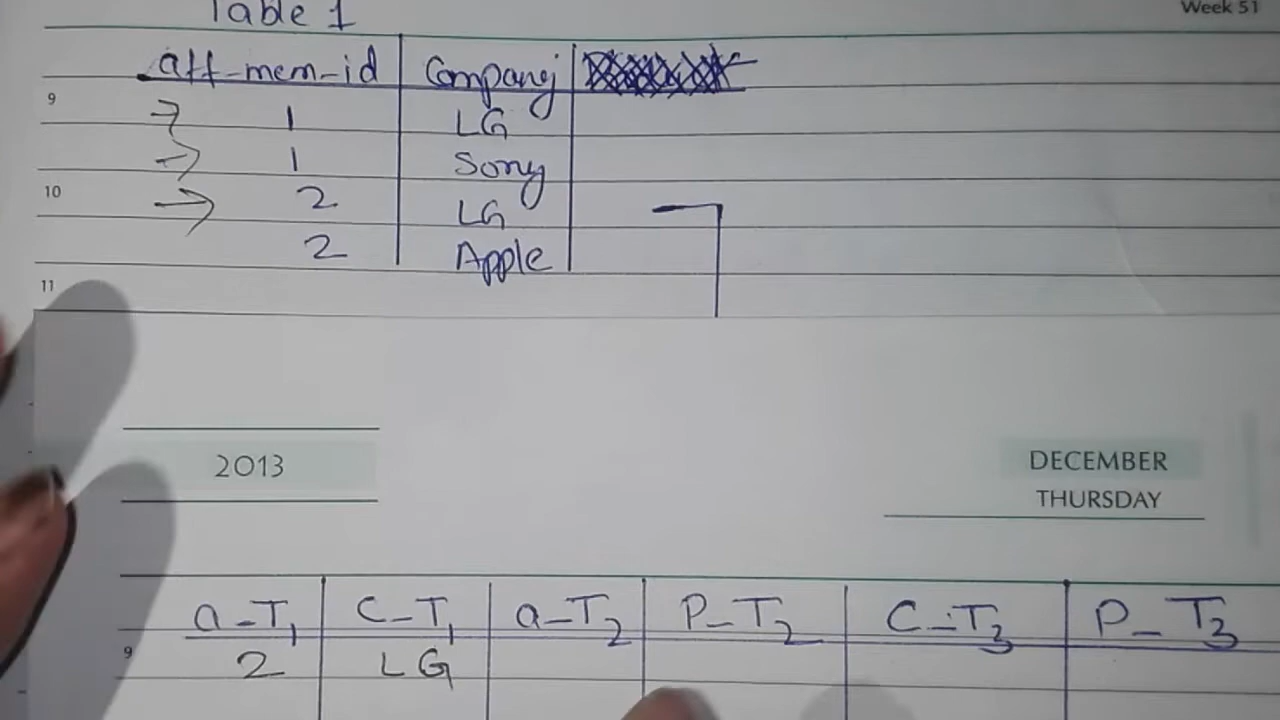 Week 51
Table 1
aff-mem-id Company
9 → 1 LG
→ 1 Sony
10 → 2 LG
2 Apple
11
2013 DECEMBER
THURSDAY
a-T1 C-T1 a-T2 P-T2 C-T3 P-T3
9 2 LG